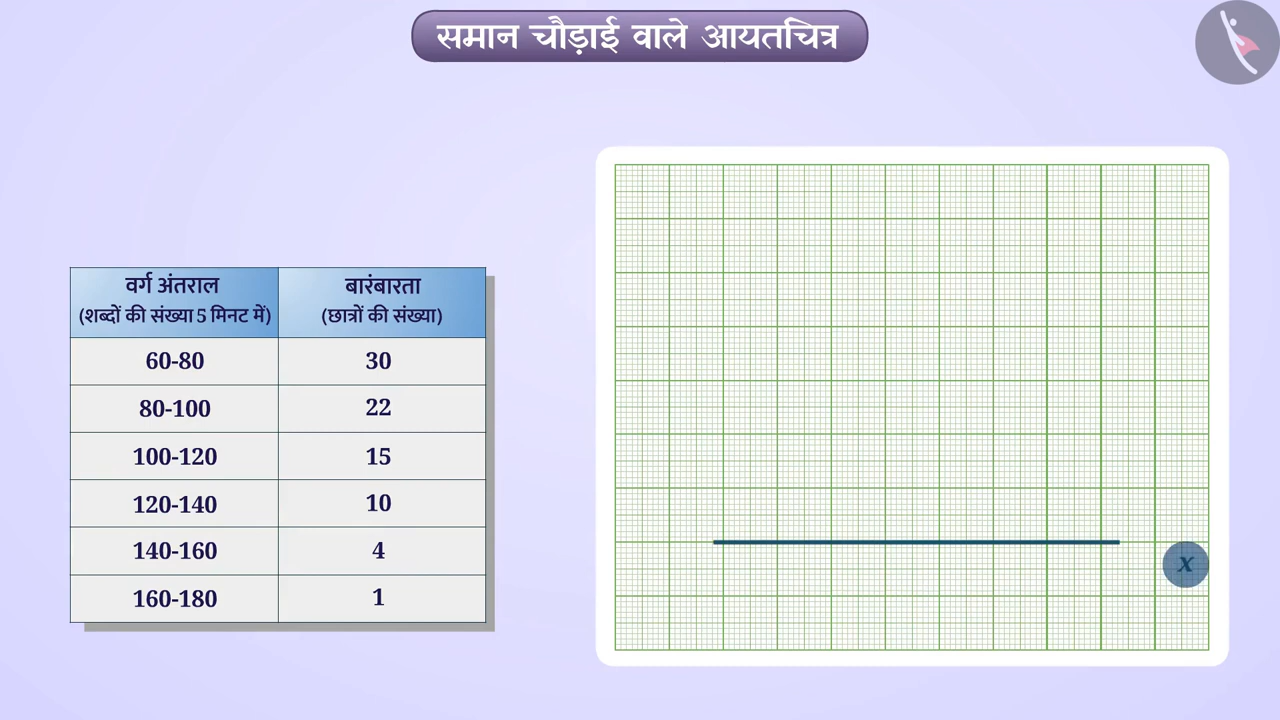 समान चौड़ाई वाले आयतचित्र
वर्ग अंतराल बारंबारता
(शब्दों की संख्या 5 मिनट में) (छात्रों की संख्या)
60-80 30
80-100 22
100-120 15
120-140 10
140-160 4
160-180 1
x